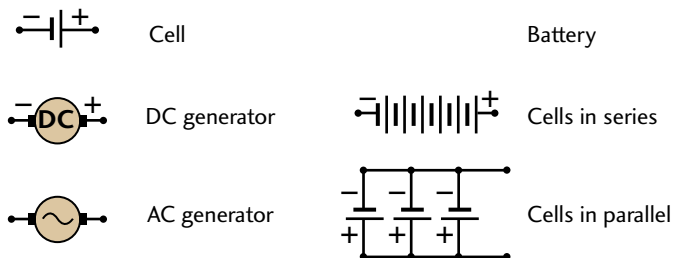 − + Cell
Battery
− DC + DC generator
− + Cells in series
AC generator
− − −
+ + + Cells in parallel